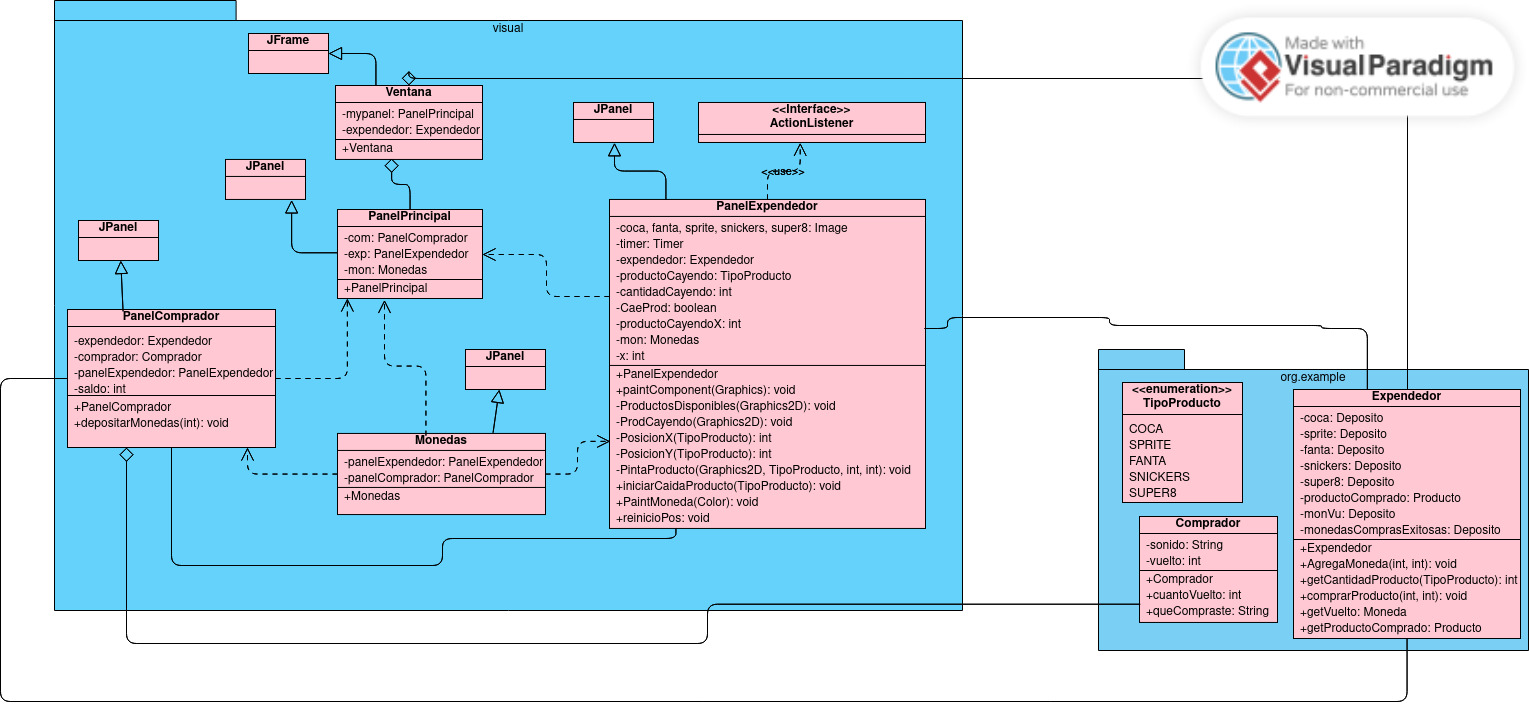 visual
JFrame
Ventana
-mypanel: PanelPrincipal
-expendedor: Expendedor
+Ventana
JPanel
<<Interface>>
ActionListener
<<use>>
JPanel
PanelPrincipal
-com: PanelComprador
-exp: PanelExpendedor
-mon: Monedas
+PanelPrincipal
JPanel
PanelComprador
-expendedor: Expendedor
-comprador: Comprador
-panelExpendedor: PanelExpendedor
-saldo: int
+PanelComprador
+depositarMonedas(int): void
JPanel
Monedas
-panelExpendedor: PanelExpendedor
-panelComprador: PanelComprador
+Monedas
PanelExpendedor
-coca, fanta, sprite, snickers, super8: Image
-timer: Timer
-expendedor: Expendedor
-productoCayendo: TipoProducto
-cantidadCayendo: int
-CaeProd: boolean
-productoCayendoX: int
-mon: Monedas
-x: int
+PanelExpendedor
+paintComponent(Graphics): void
-ProductosDisponibles(Graphics2D): void
-ProdCayendo(Graphics2D): void
-PosicionX(TipoProducto): int
-PosicionY(TipoProducto): int
-PintaProducto(Graphics2D, TipoProducto, int, int): void
+iniciarCaidaProducto(TipoProducto): void
+PaintMoneda(Color): void
+reinicioPos: void
Made with
Visual Paradigm
For non-commercial use
org.example
<<enumeration>>
TipoProducto
COCA
SPRITE
FANTA
SNICKERS
SUPER8
Comprador
-sonido: String
-vuelto: int
+Comprador
+cuantoVuelto: int
+queCompraste: String
Expendedor
-coca: Deposito
-sprite: Deposito
-fanta: Deposito
-snickers: Deposito
-super8: Deposito
-productoComprado: Producto
-monVu: Deposito
-monedasComprasExitosas: Deposito
+Expendedor
+AgregaMoneda(int, int): void
+getCantidadProducto(TipoProducto): int
+comprarProducto(int, int): void
+getVuelto: Moneda
+getProductoComprado: Producto